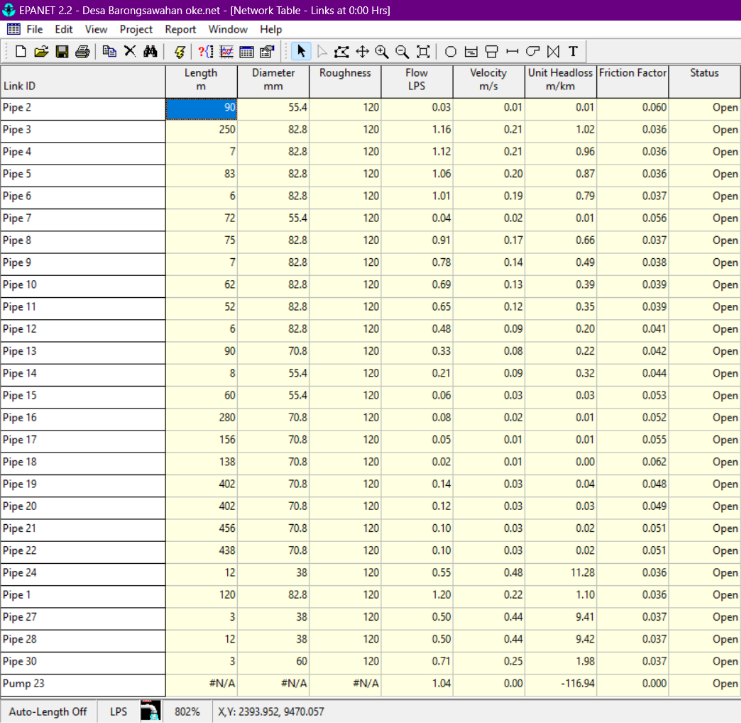 EPANET 2.2 - Desa Barongsawahan oke.net - [Network Table - Links at 0:00 Hrs]
File Edit View Project Report Window Help
T
Link ID Length m Diameter mm Roughness Flow LPS Velocity m/s Unit Headloss m/km Friction Factor Status
Pipe 2 90 55.4 120 0.03 0.01 0.01 0.060 Open
Pipe 3 250 82.8 120 1.16 0.21 1.02 0.036 Open
Pipe 4 7 82.8 120 1.12 0.21 0.96 0.036 Open
Pipe 5 83 82.8 120 1.06 0.20 0.87 0.036 Open
Pipe 6 6 82.8 120 1.01 0.19 0.79 0.037 Open
Pipe 7 72 55.4 120 0.04 0.02 0.01 0.056 Open
Pipe 8 75 82.8 120 0.91 0.17 0.66 0.037 Open
Pipe 9 7 82.8 120 0.78 0.14 0.49 0.038 Open
Pipe 10 62 82.8 120 0.69 0.13 0.39 0.039 Open
Pipe 11 52 82.8 120 0.65 0.12 0.35 0.039 Open
Pipe 12 6 82.8 120 0.48 0.09 0.20 0.041 Open
Pipe 13 90 70.8 120 0.33 0.08 0.22 0.042 Open
Pipe 14 8 55.4 120 0.21 0.09 0.32 0.044 Open
Pipe 15 60 55.4 120 0.06 0.03 0.03 0.053 Open
Pipe 16 280 70.8 120 0.08 0.02 0.01 0.052 Open
Pipe 17 156 70.8 120 0.05 0.01 0.01 0.055 Open
Pipe 18 138 70.8 120 0.02 0.01 0.00 0.062 Open
Pipe 19 402 70.8 120 0.14 0.03 0.04 0.048 Open
Pipe 20 402 70.8 120 0.12 0.03 0.03 0.049 Open
Pipe 21 456 70.8 120 0.10 0.03 0.02 0.051 Open
Pipe 22 438 70.8 120 0.10 0.03 0.02 0.051 Open
Pipe 24 12 38 120 0.55 0.48 11.28 0.036 Open
Pipe 1 120 82.8 120 1.20 0.22 1.10 0.036 Open
Pipe 27 3 38 120 0.50 0.44 9.41 0.037 Open
Pipe 28 12 38 120 0.50 0.44 9.42 0.037 Open
Pipe 30 3 60 120 0.71 0.25 1.98 0.037 Open
Pump 23 #N/A #N/A #N/A 1.04 0.00 -116.94 0.000 Open
Auto-Length Off LPS 802% X,Y: 2393.952, 9470.057